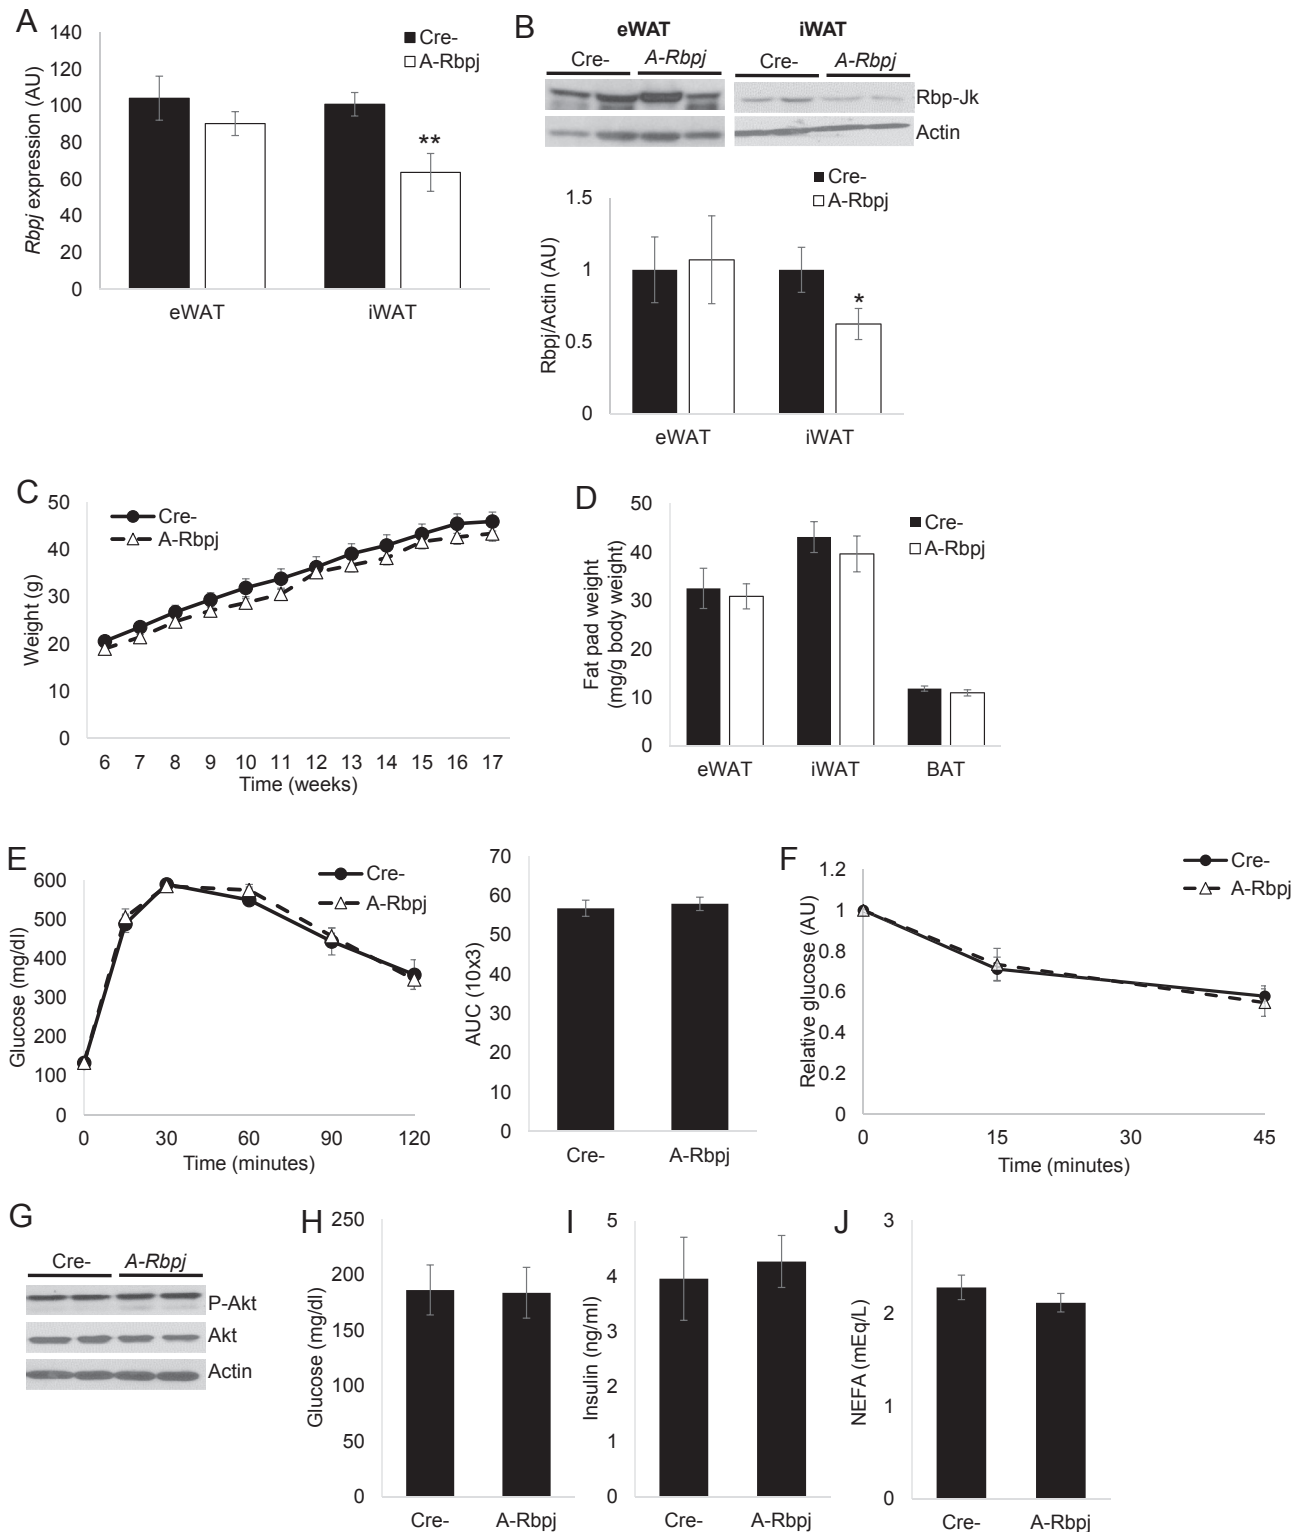 A
140
120
100
80
60
40
20
0
Rbpj expression (AU)
Cre-
A-Rbpj
**
eWAT
iWAT
B
eWAT
iWAT
Cre-
A-Rbpj
Cre-
A-Rbpj
Rbp-Jk
Actin
Cre-
A-Rbpj
1.5
1
0.5
0
Rbpj/Actin (AU)
*
eWAT
iWAT
C
50
40
30
20
10
0
Weight (g)
Cre-
A-Rbpj
6 7 8 9 10 11 12 13 14 15 16 17
Time (weeks)
D
50
40
30
20
10
0
Fat pad weight
(mg/g body weight)
Cre-
A-Rbpj
eWAT
iWAT
BAT
E
600
500
400
300
200
100
0
Glucose (mg/dl)
Cre-
A-Rbpj
0 30 60 90 120
Time (minutes)
70
60
50
40
30
20
10
0
AUC (10x3)
Cre-
A-Rbpj
F
1.2
1
0.8
0.6
0.4
0.2
0
Relative glucose (AU)
Cre-
A-Rbpj
0 15 30 45
Time (minutes)
G
Cre-
A-Rbpj
P-Akt
Akt
Actin
H
250
200
150
100
50
0
Glucose (mg/dl)
Cre-
A-Rbpj
I
5
4
3
2
1
0
Insulin (ng/ml)
Cre-
A-Rbpj
J
3
2
1
0
NEFA (mEq/L)
Cre-
A-Rbpj